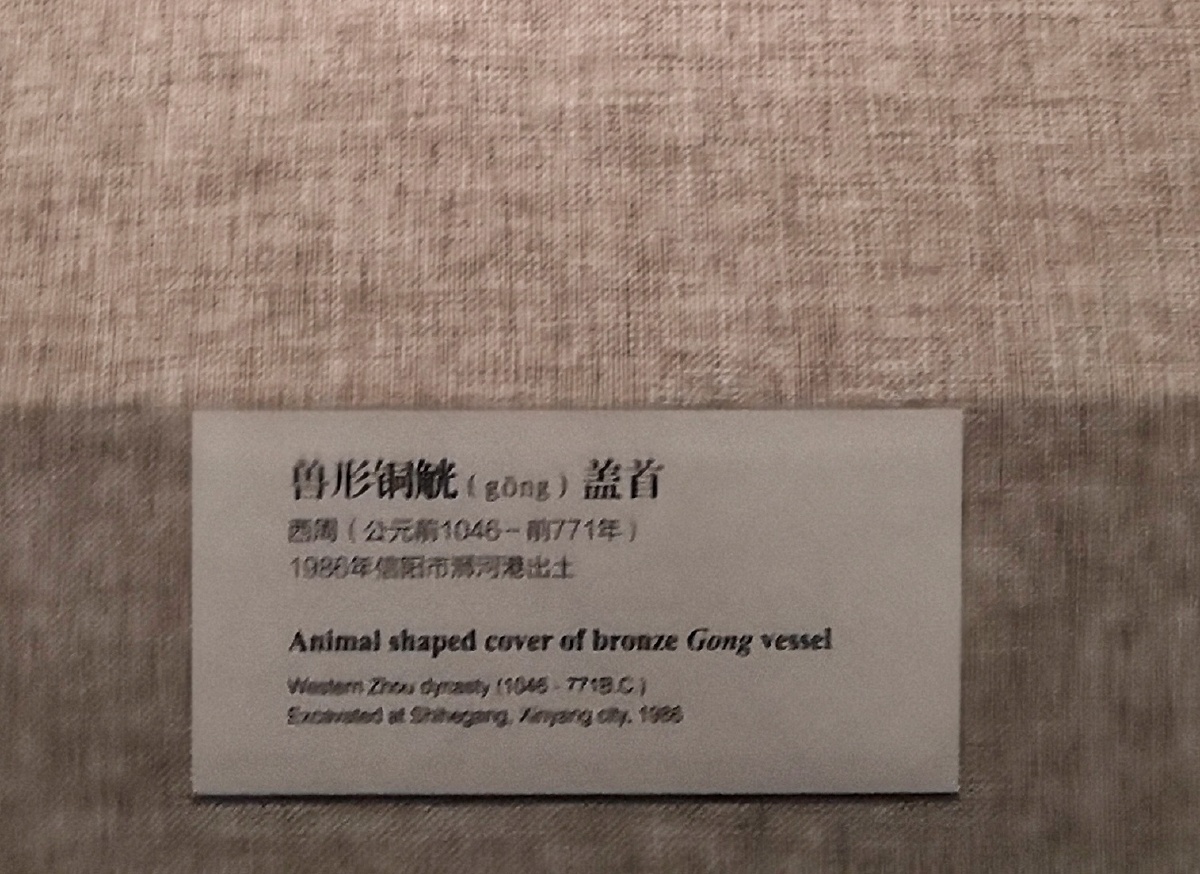 兽形铜觥（gōng）盖首
西周（公元前1046－前771年）
1986年信阳市浉河港出土
Animal shaped cover of bronze Gong vessel
Western Zhou dynasty (1046 - 771B.C.)
Excavated at Shihegang, Xinyang city, 1986